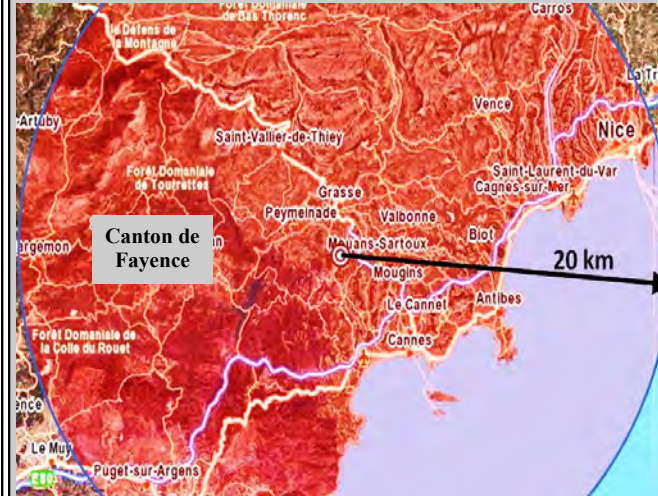 Forêt Domaniale
de Bas Thorenc
Carros
le Défens de
la Montagne
La Tr
Vence
-Artuby
Nice
Saint-Vallier-de-Thiey
Saint-Laurent-du-Var
Forêt Domaniale
de Tourrettes
Cagnes-sur-Mer
Grasse
Peymeinade
Valbonne
Biot
Canton de
Fayence
an
argemon
Mouans-Sartoux
20 km
Mougins
Le Cannet
Antibes
Forêt Domaniale de
la Colle du Rouet
Cannes
ence
Le Muy
Puget-sur-Argens
E80